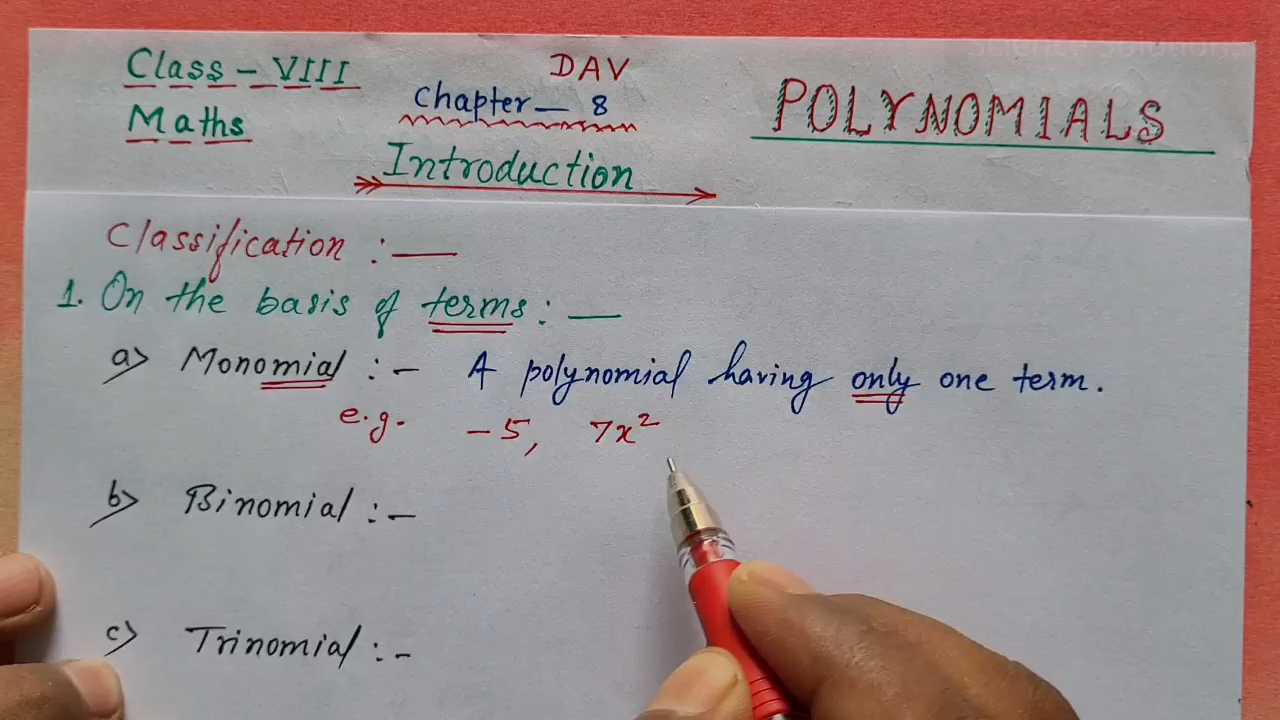 Class - VIII
Maths
DAV
Chapter - 8
Introduction
POLYNOMIALS
Classification :-
1. On the basis of terms :-
a) Monomial :- A polynomial having only one term.
e.g. -5, 7x²
b) Binomial :-
c) Trinomial :-